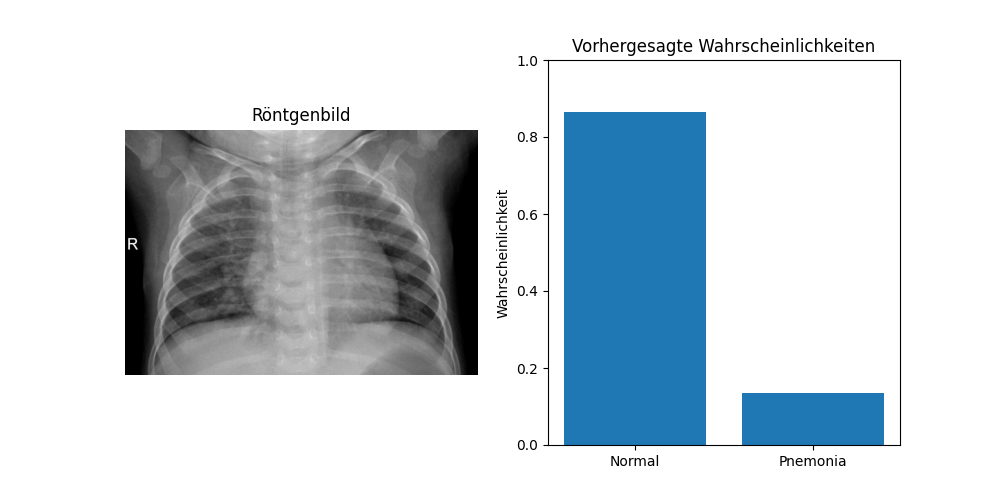 Röntgenbild
R
Vorhergesagte Wahrscheinlichkeiten
Wahrscheinlichkeit
1.0
0.8
0.6
0.4
0.2
0.0
Normal
Pnemonia